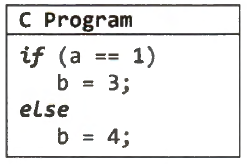 C Program
if (a == 1)
   b = 3;
else
   b = 4;